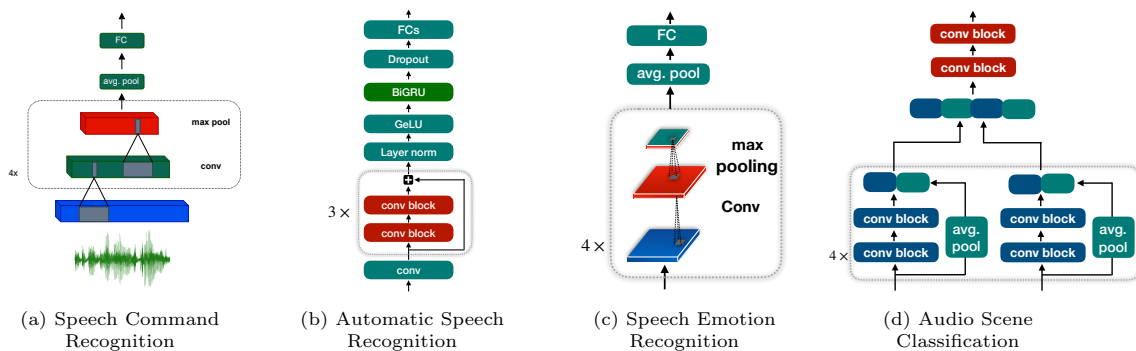 FC
avg. pool
max pool
conv
4x
(a) Speech Command
Recognition
FCs
Dropout
BiGRU
GeLU
Layer norm
+
3 ×
conv block
conv block
conv
(b) Automatic Speech
Recognition
FC
avg. pool
max
pooling
Conv
4 ×
(c) Speech Emotion
Recognition
conv block
conv block
conv block
conv block
avg.
pool
conv block
conv block
avg.
pool
4 ×
(d) Audio Scene
Classification